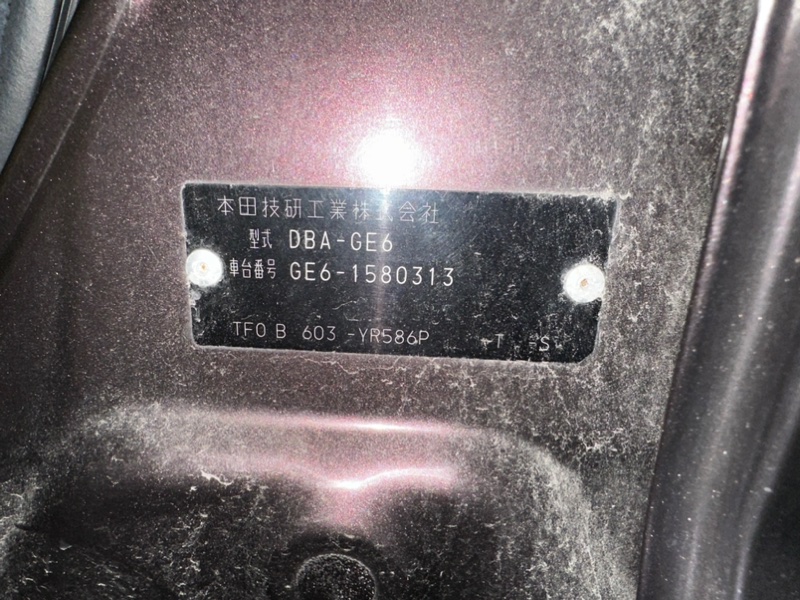 本田技研工業株式会社
型式 DBA-GE6
車台番号 GE6-1580313
TF0 B 603 -YR586P -T -S